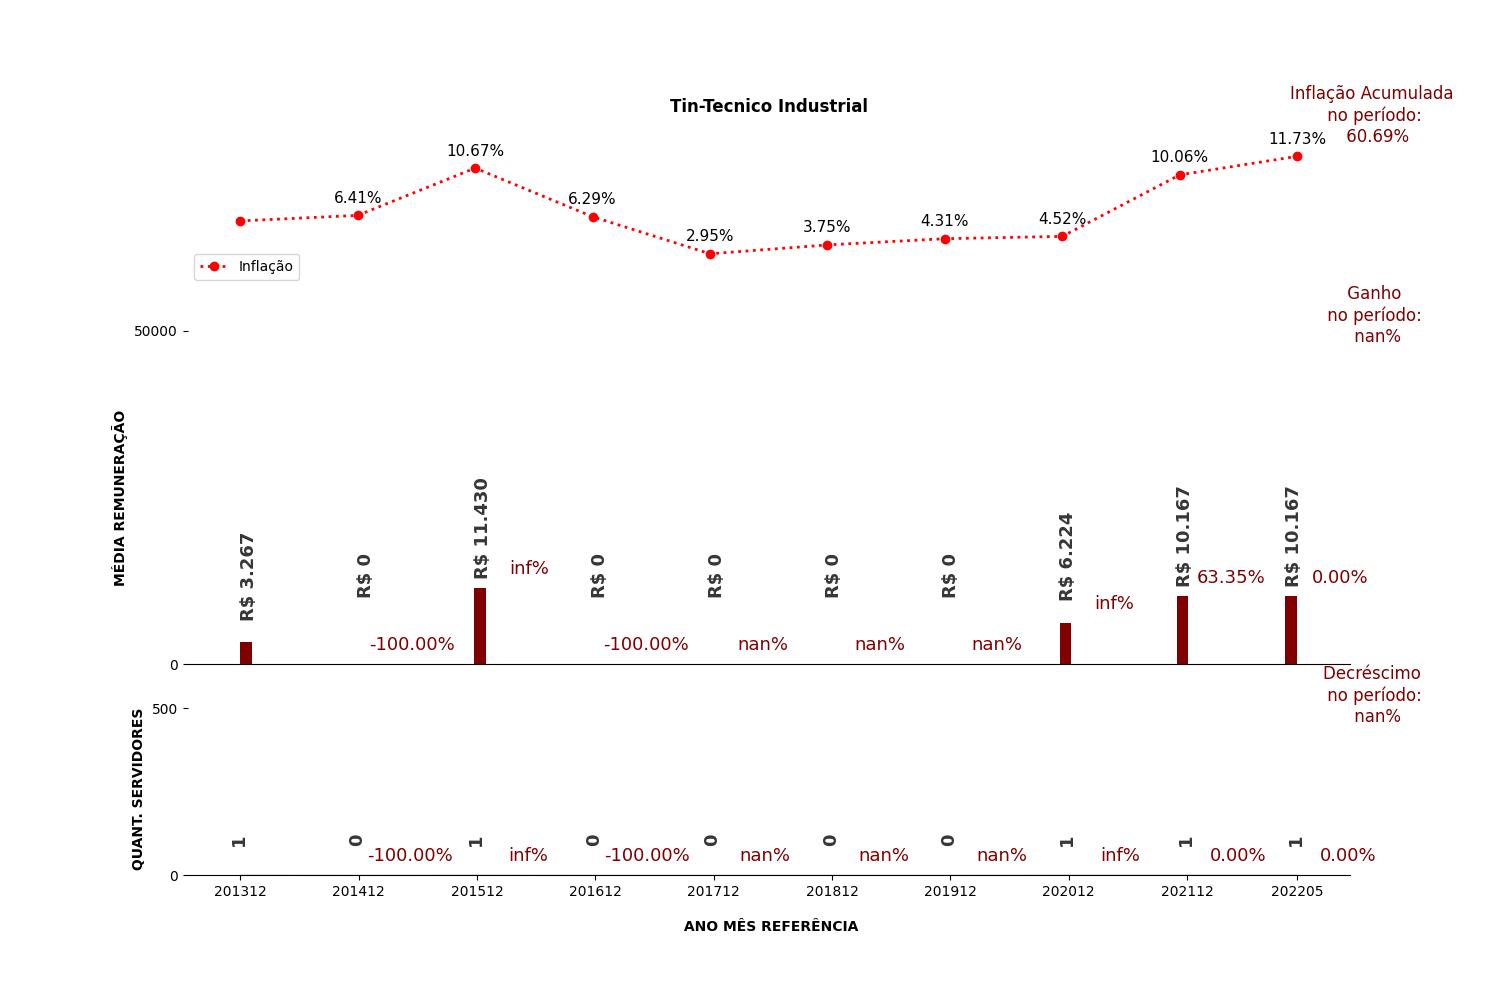 Tin-Tecnico Industrial
Inflação Acumulada
no período:
60.69%
6.41%
10.67%
6.29%
2.95%
3.75%
4.31%
4.52%
10.06%
11.73%
Inflação
Ganho
no período:
nan%
50000
0
MÉDIA REMUNERAÇÃO
R$ 3.267
R$ 0
R$ 11.430
R$ 0
R$ 0
R$ 0
R$ 0
R$ 6.224
R$ 10.167
R$ 10.167
-100.00%
inf%
-100.00%
nan%
nan%
nan%
inf%
63.35%
0.00%
Decréscimo
no período:
nan%
500
0
QUANT. SERVIDORES
1
0
1
0
0
0
0
1
1
1
-100.00%
inf%
-100.00%
nan%
nan%
nan%
inf%
0.00%
0.00%
201312
201412
201512
201612
201712
201812
201912
202012
202112
202205
ANO MÊS REFERÊNCIA